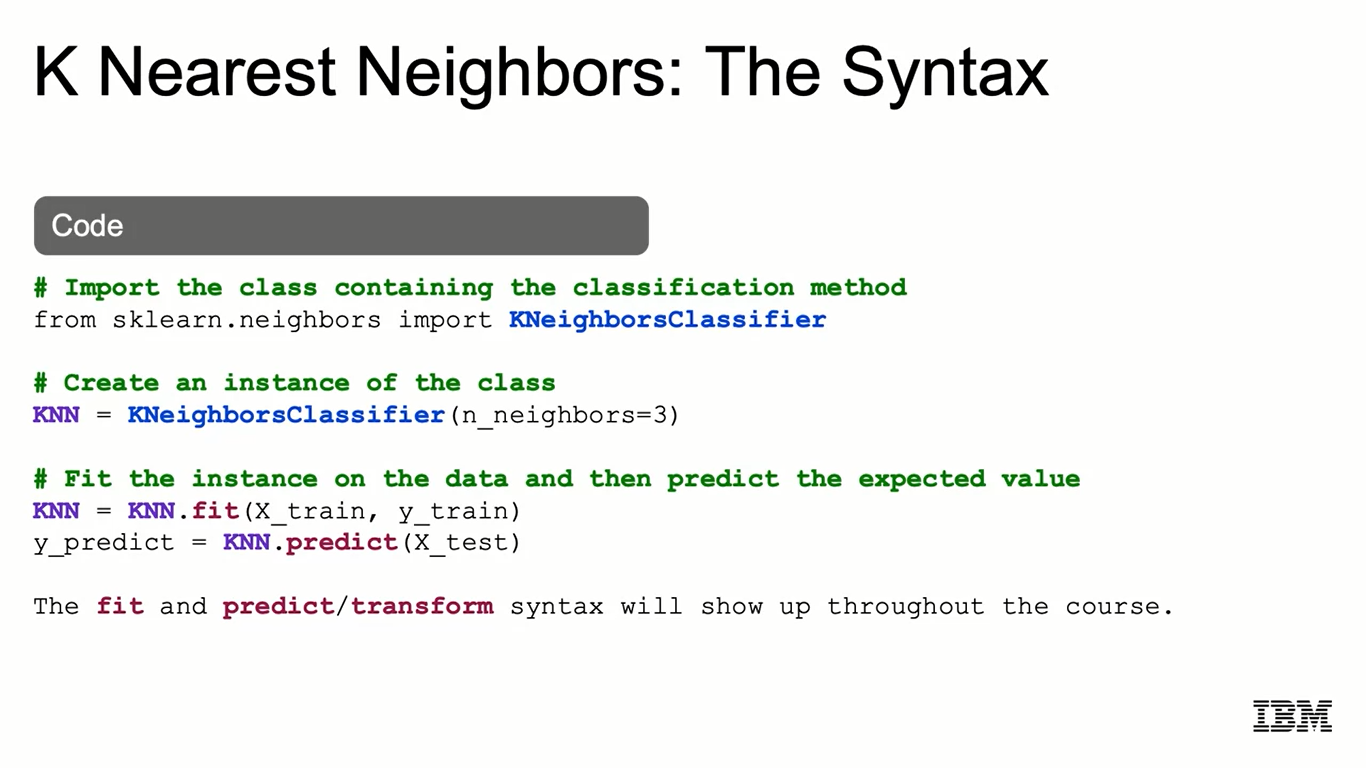 K Nearest Neighbors: The Syntax
Code
# Import the class containing the classification method
from sklearn.neighbors import KNeighborsClassifier
# Create an instance of the class
KNN = KNeighborsClassifier(n_neighbors=3)
# Fit the instance on the data and then predict the expected value
KNN = KNN.fit(X_train, y_train)
y_predict = KNN.predict(X_test)
The fit and predict/transform syntax will show up throughout the course.
IBM